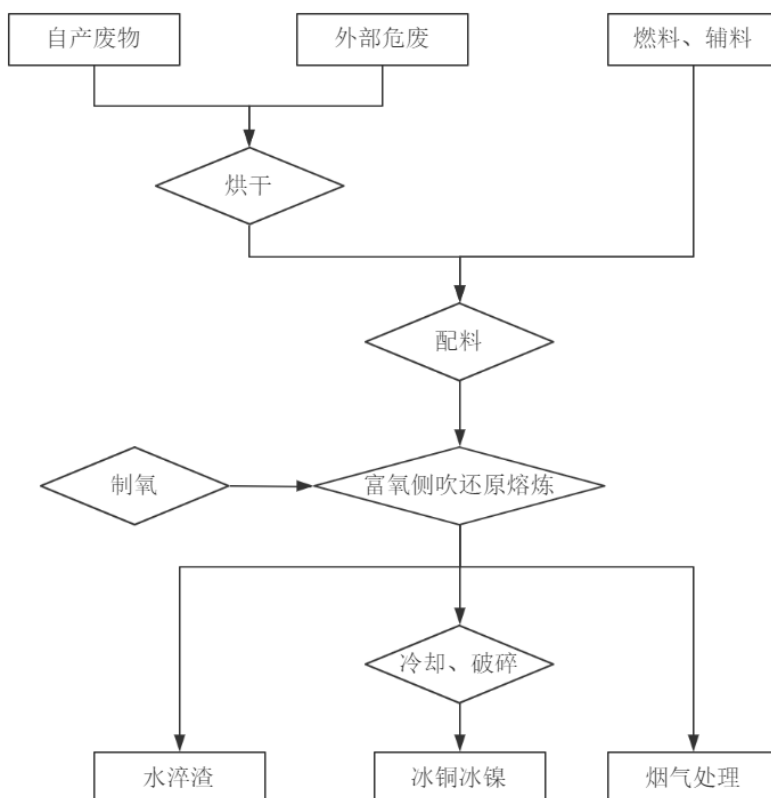 自产废物
外部危废
燃料、辅料
烘干
配料
制氧
富氧侧吹还原熔炼
冷却、破碎
水淬渣
冰铜冰镍
烟气处理